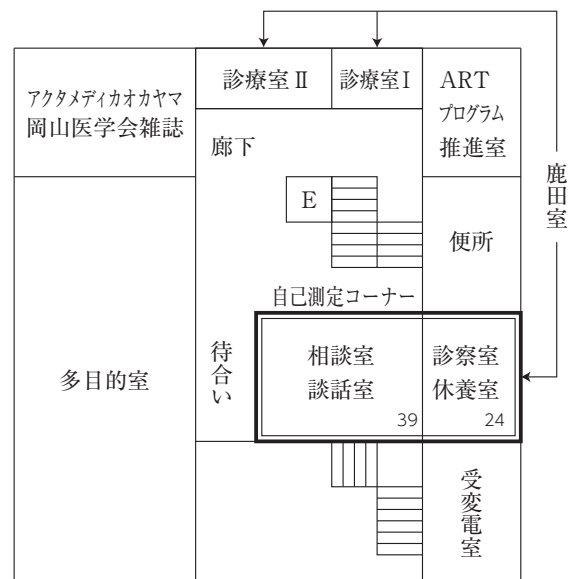 診療室Ⅱ
診療室Ⅰ
ART
プログラム
推進室
アクタメディカオカヤマ
岡山医学会雑誌
廊下
鹿田室
E
便所
自己測定コーナー
多目的室
待合い
相談室
談話室
39
診察室
休養室
24
受変電室